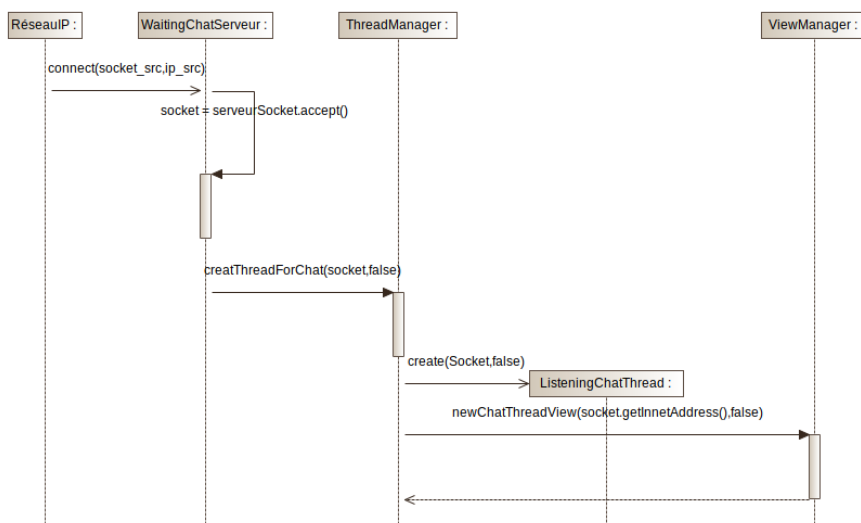 RéseauIP :
WaitingChatServeur :
ThreadManager :
ViewManager :
connect(socket_src,ip_src)
socket = serveurSocket.accept()
creatThreadForChat(socket,false)
create(Socket,false)
ListeningChatThread :
newChatThreadView(socket.getInnetAddress(),false)